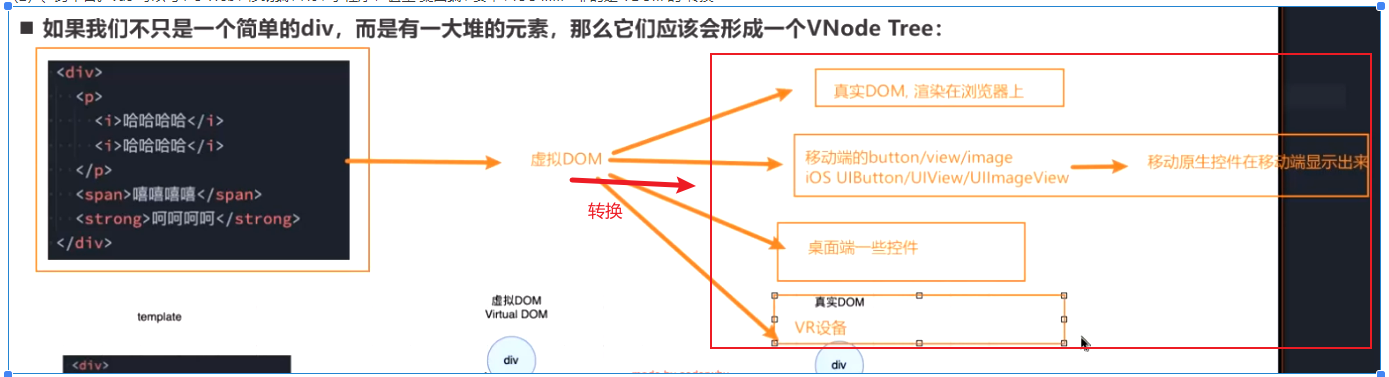 ■ 如果我们不只是一个简单的div，而是有一大堆的元素，那么它们应该会形成一个VNode Tree：
<div>
<p>
<i>哈哈哈哈</i>
<i>哈哈哈哈</i>
</p>
<span>嘻嘻嘻嘻</span>
<strong>呵呵呵呵</strong>
</div>
虚拟DOM
转换
真实DOM, 渲染在浏览器上
移动端的button/view/image
iOS UIButton/UIView/UIImageView
移动原生控件在移动端显示出来
桌面端一些控件
真实DOM
VR设备
template
虚拟DOM
Virtual DOM
div
div
<div>